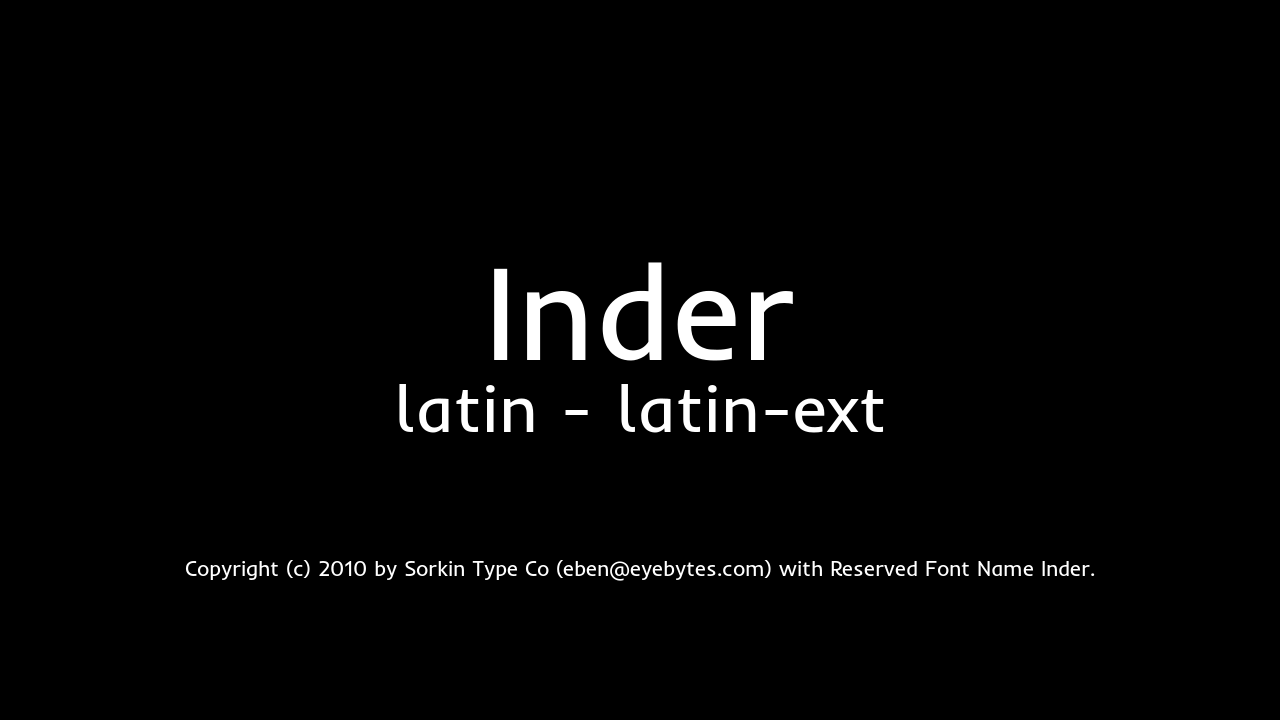 Inder
latin - latin-ext
Copyright (c) 2010 by Sorkin Type Co (eben@eyebytes.com) with Reserved Font Name Inder.